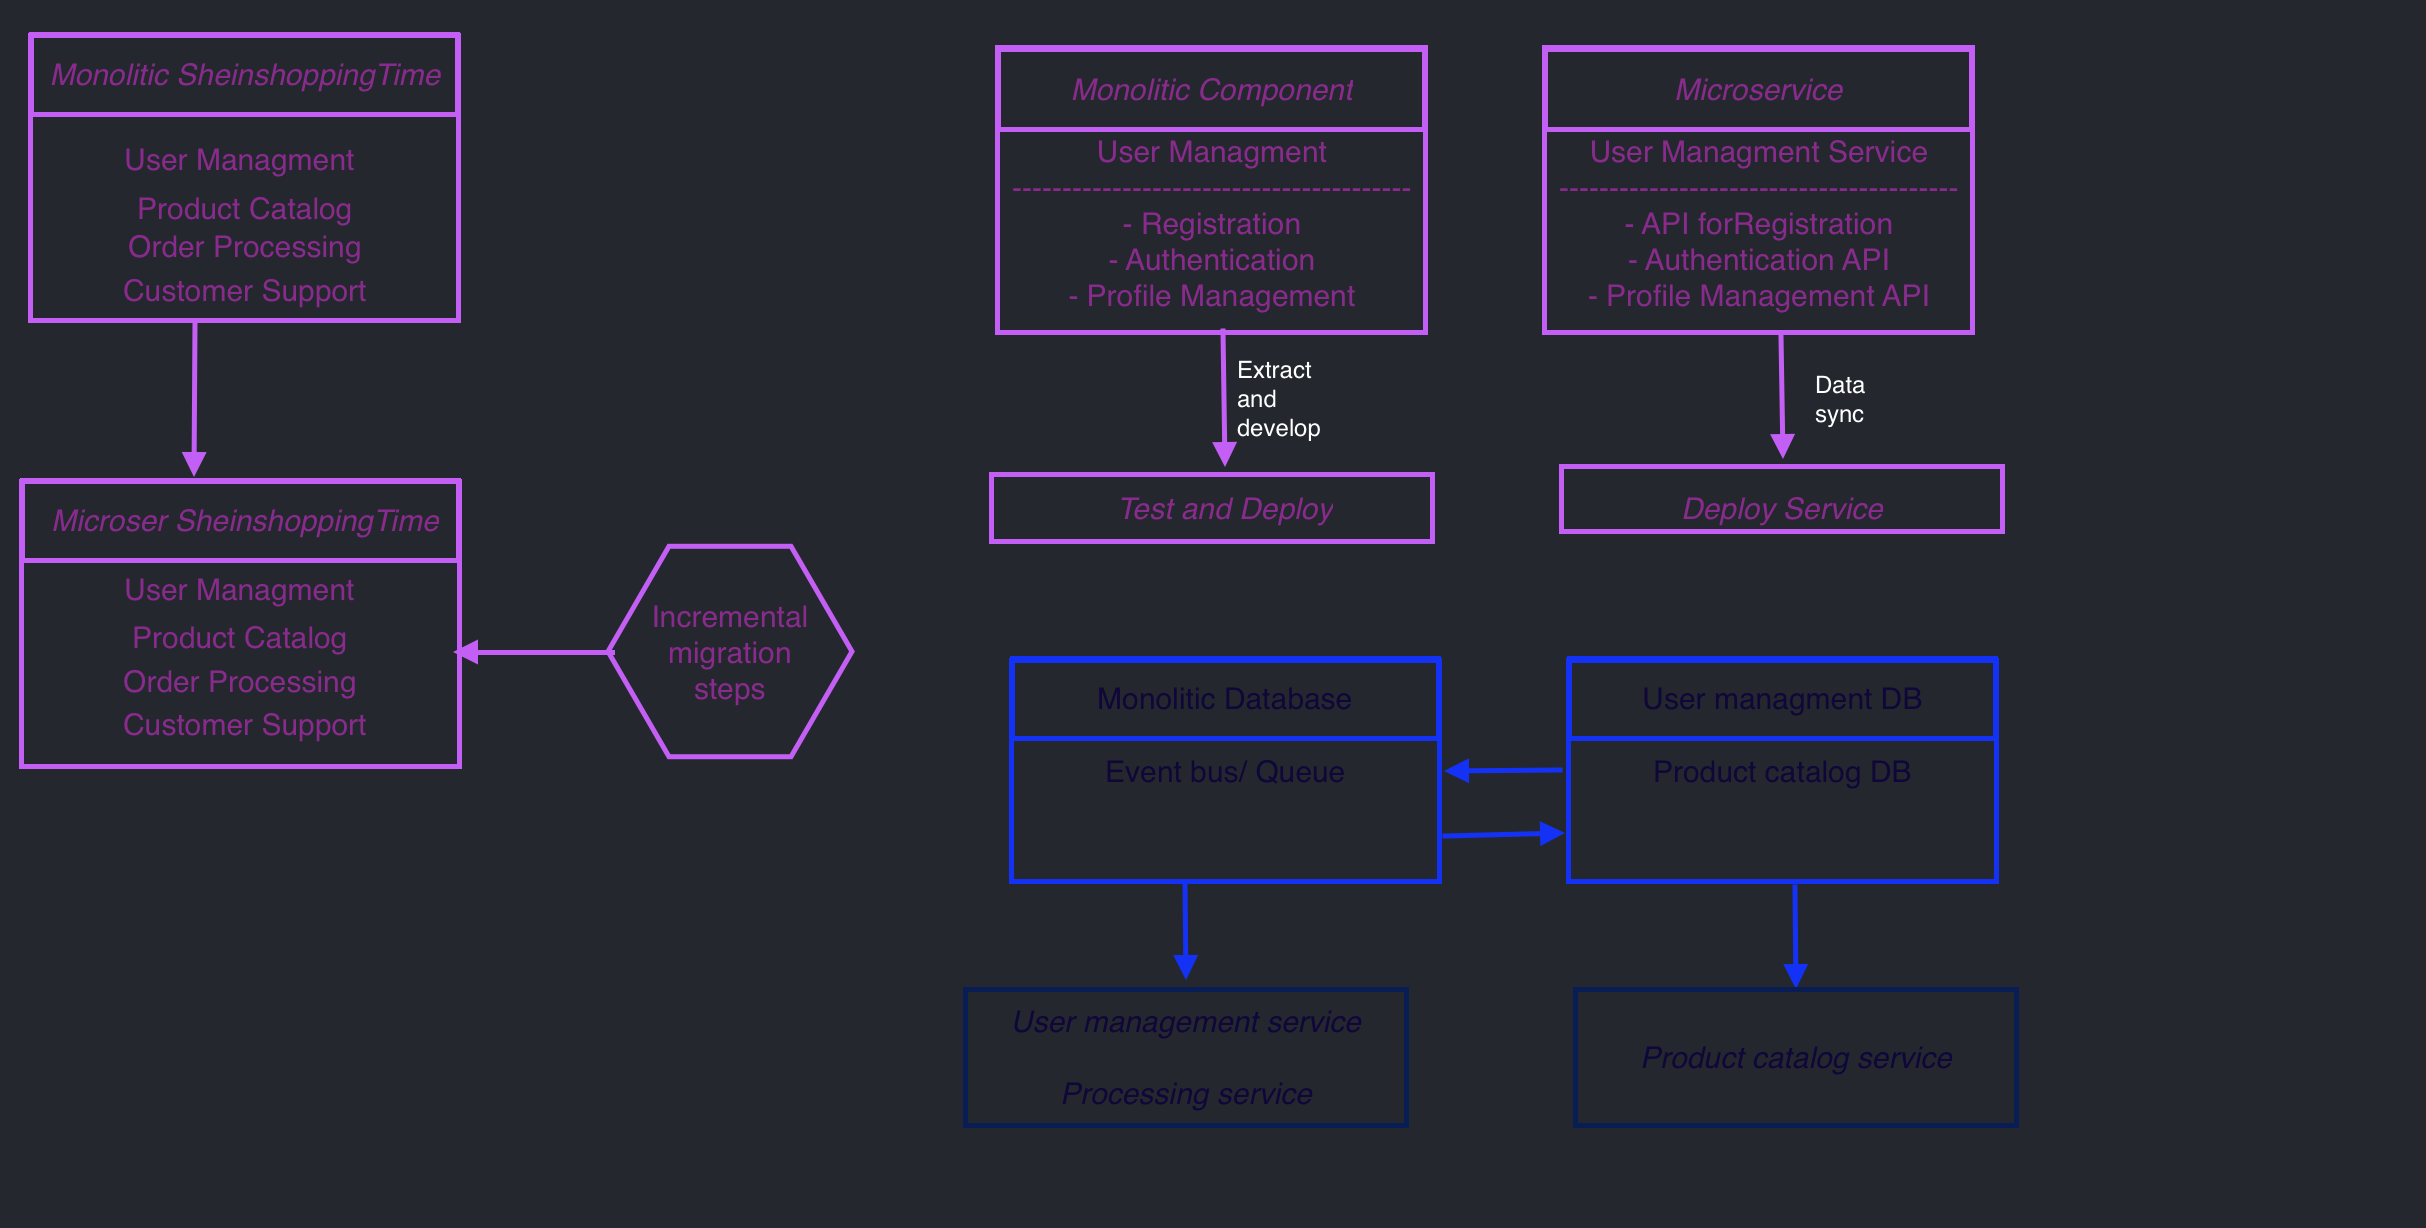 Monolitic SheinshoppingTime
User Managment
Product Catalog
Order Processing
Customer Support
Microser SheinshoppingTime
User Managment
Product Catalog
Order Processing
Customer Support
Incremental
migration
steps
Monolitic Component
User Managment
----------------------------------------
- Registration
- Authentication
- Profile Management
Extract
and
develop
Test and Deploy
Microservice
User Managment Service
----------------------------------------
- API forRegistration
- Authentication API
- Profile Management API
Data
sync
Deploy Service
Monolitic Database
Event bus/ Queue
User managment DB
Product catalog DB
User management service
Processing service
Product catalog service